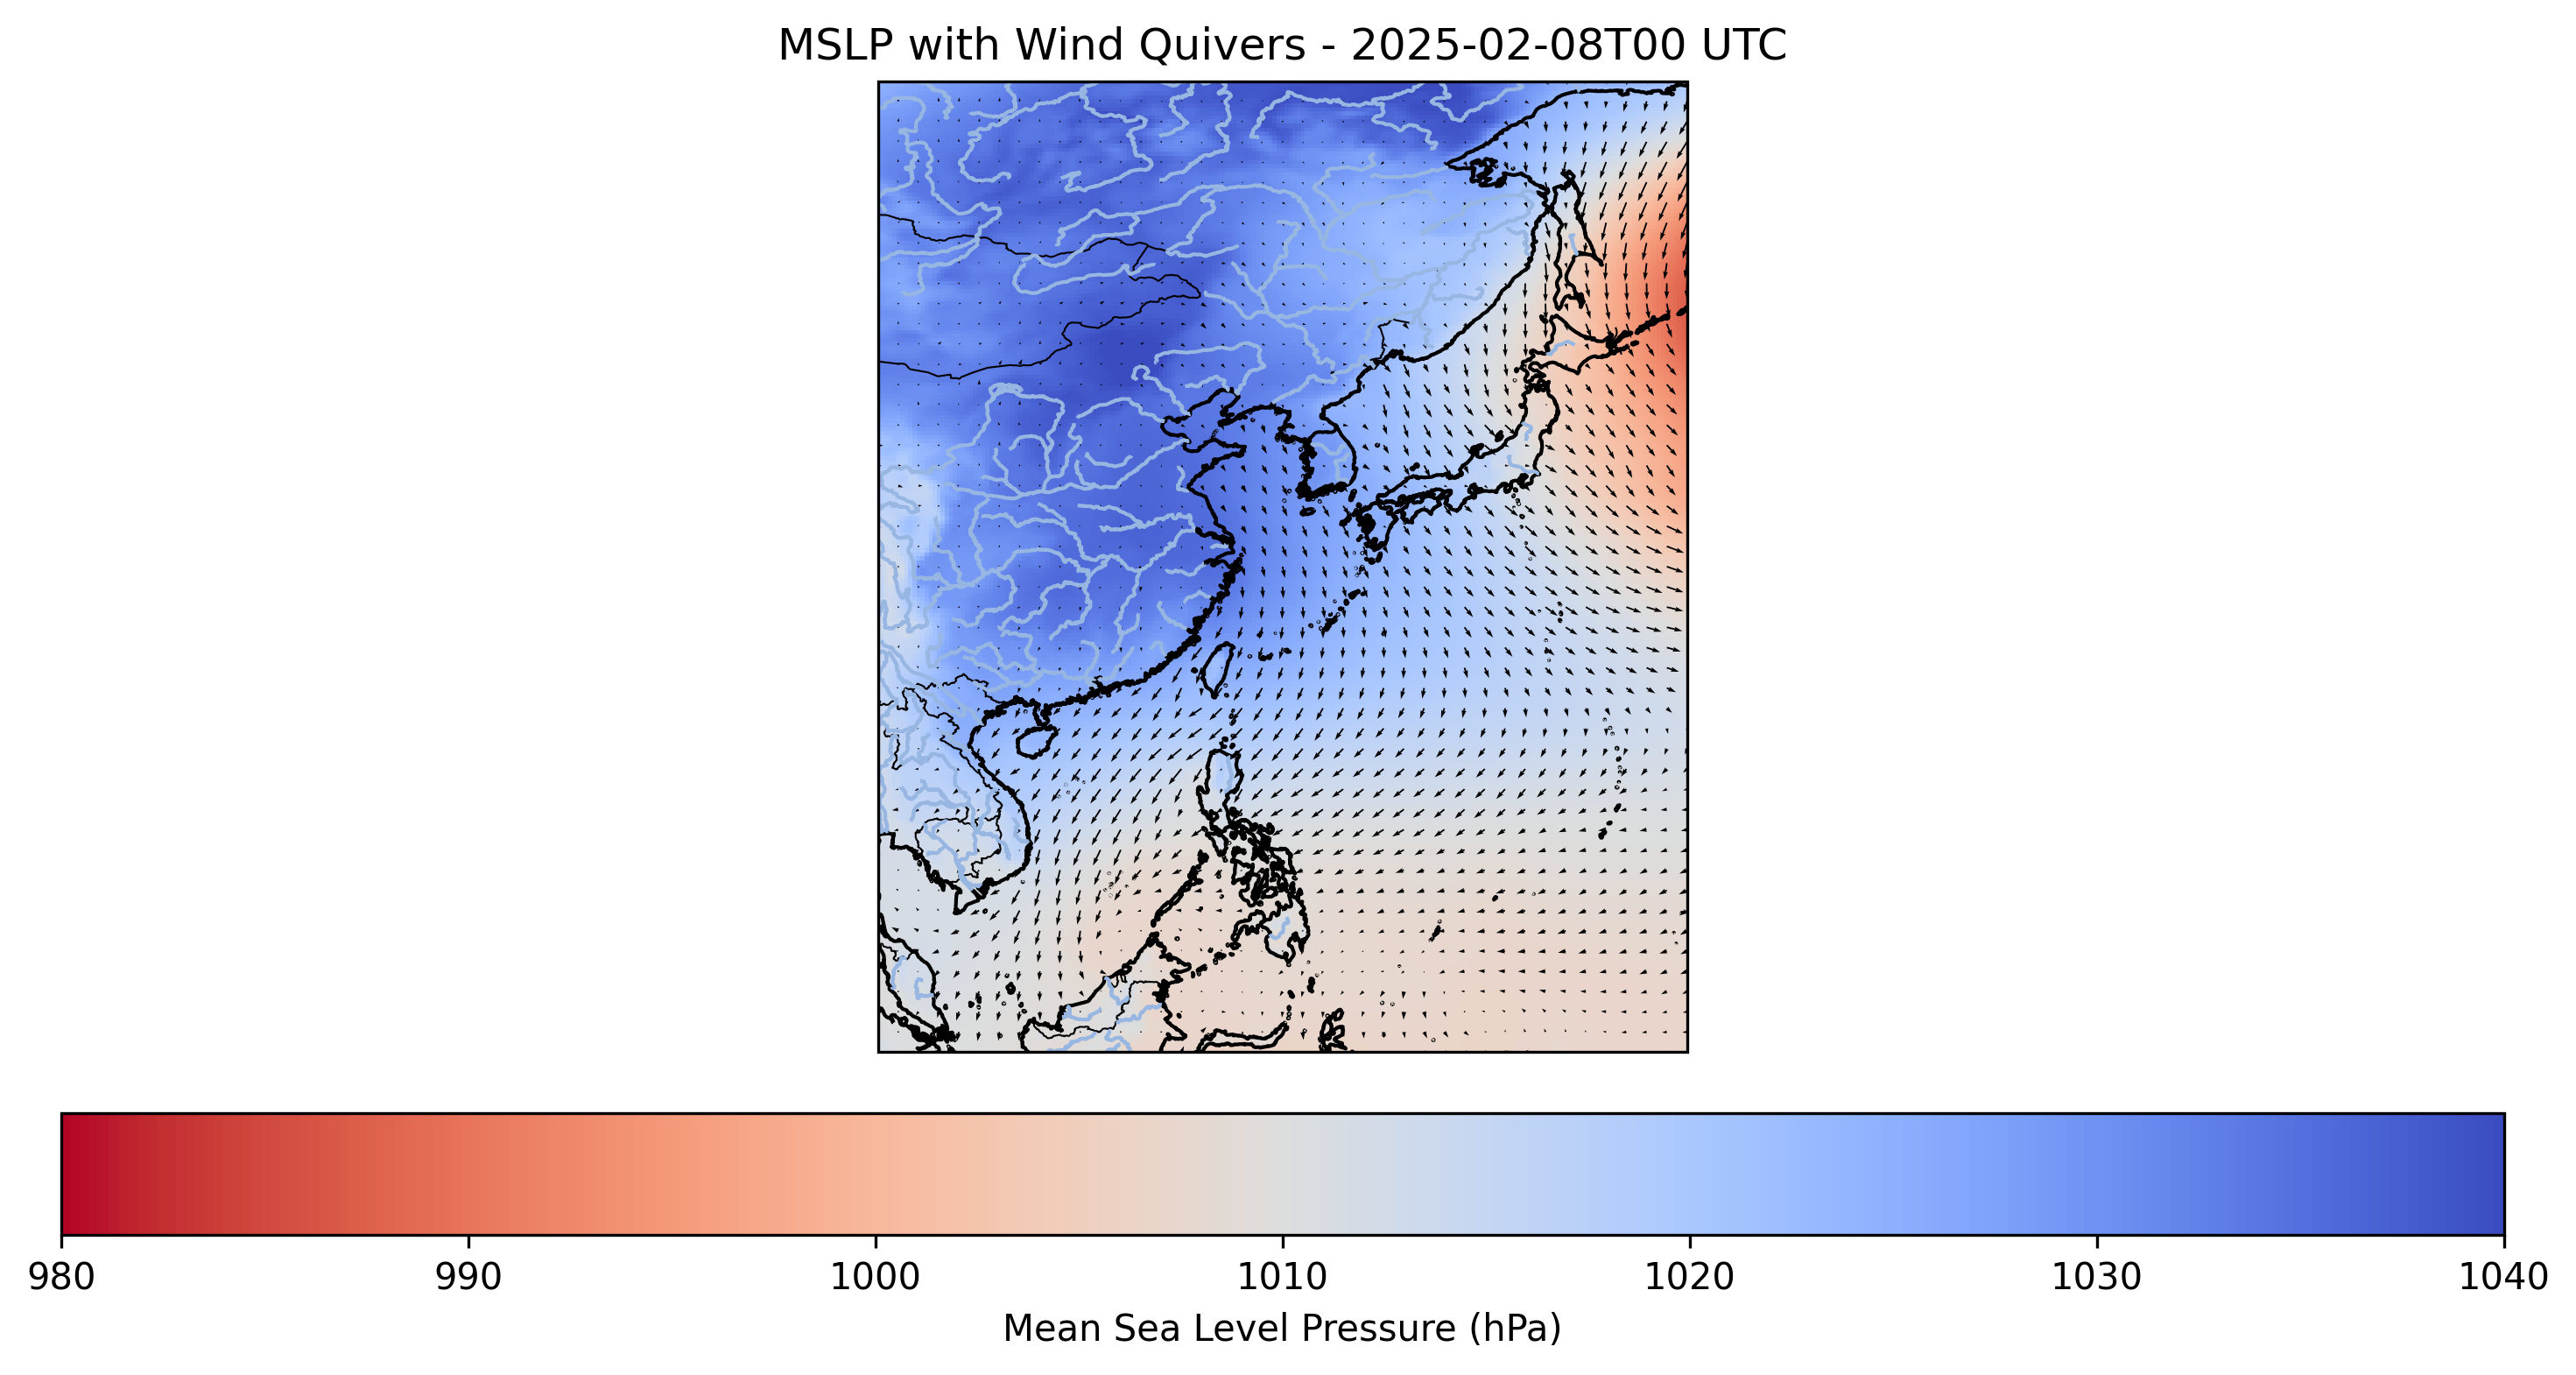 MSLP with Wind Quivers - 2025-02-08T00 UTC
980 990 1000 1010 1020 1030 1040
Mean Sea Level Pressure (hPa)